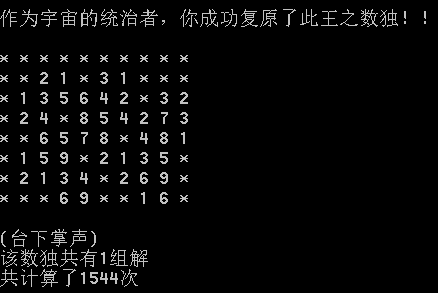 作为宇宙的统治者，你成功复原了此王之数独！！
* * * * * * * * * *
* * 2 1 * 3 1 * * *
* 1 3 5 6 4 2 * 3 2
* 2 4 * 8 5 4 2 7 3
* * 6 5 7 8 * 4 8 1
* 1 5 9 * 2 1 3 5 *
* 2 1 3 4 * 2 6 9 *
* * * 6 9 * * 1 6 *
(台下掌声)
该数独共有1组解
共计算了1544次